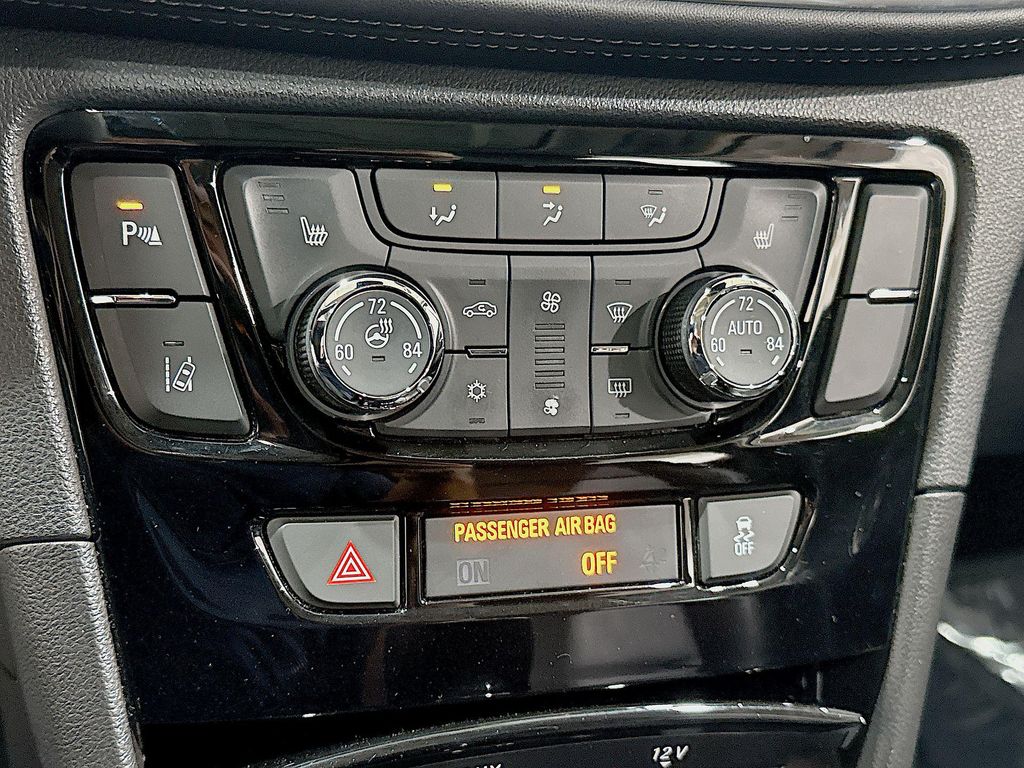 P
72
60 84
72
AUTO
60 84
PASSENGER AIR BAG
ON OFF
OFF
12V